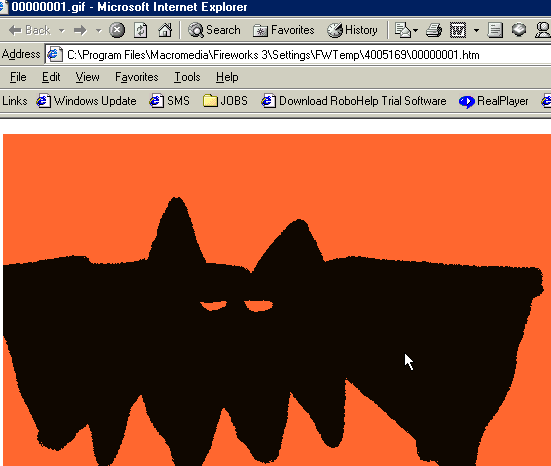 00000001.gif - Microsoft Internet Explorer
Back Search Favorites History
Address C:\Program Files\Macromedia\Fireworks 3\Settings\FWTemp\4005169\00000001.htm
File Edit View Favorites Tools Help
Links Windows Update SMS JOBS Download RoboHelp Trial Software RealPlayer